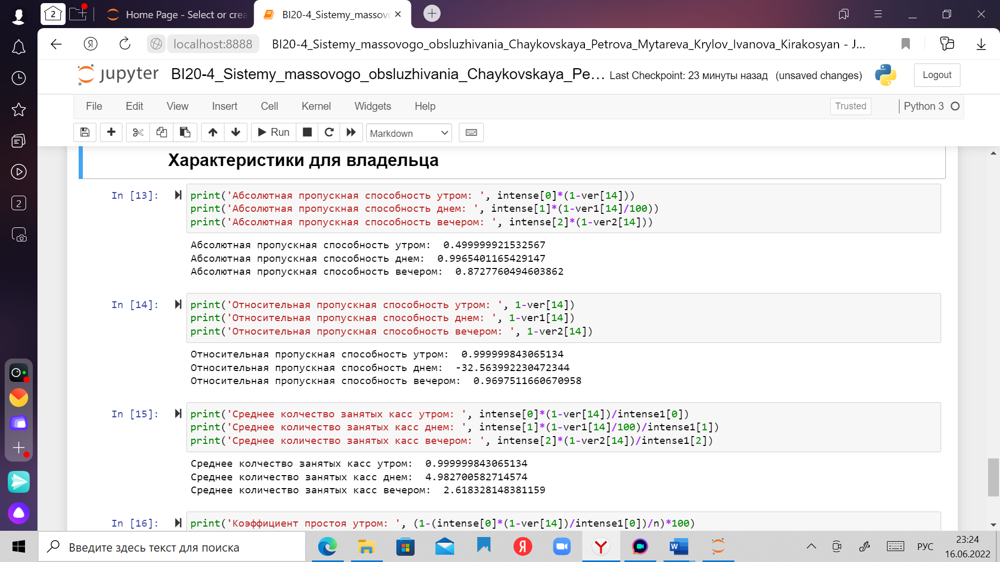 2
Home Page - Select or crea
BI20-4_Sistemy_massov
localhost:8888
BI20-4_Sistemy_massovogo_obsluzhivania_Chaykovskaya_Petrova_Mytareva_Krylov_Ivanova_Kirakosyan - J...
jupyter
BI20-4_Sistemy_massovogo_obsluzhivania_Chaykovskaya_Pe...
Last Checkpoint: 23 минуты назад
(unsaved changes)
Logout
File Edit View Insert Cell Kernel Widgets Help
Trusted
Python 3
Run
Markdown
2
Характеристики для владельца
In [13]:
print('Абсолютная пропускная способность утром: ', intense[0]*(1-ver[14]))
print('Абсолютная пропускная способность днем: ', intense[1]*(1-ver1[14]/100))
print('Абсолютная пропускная способность вечером: ', intense[2]*(1-ver2[14]))
Абсолютная пропускная способность утром:  0.499999921532567
Абсолютная пропускная способность днем:  0.9965401165429147
Абсолютная пропускная способность вечером:  0.8727760494603862
In [14]:
print('Относительная пропускная способность утром: ', 1-ver[14])
print('Относительная пропускная способность днем: ', 1-ver1[14])
print('Относительная пропускная способность вечером: ', 1-ver2[14])
Относительная пропускная способность утром:  0.999999843065134
Относительная пропускная способность днем:  -32.563992230472344
Относительная пропускная способность вечером:  0.9697511660670958
In [15]:
print('Среднее колчество занятых касс утром: ', intense[0]*(1-ver[14])/intense1[0])
print('Среднее количество занятых касс днем: ', intense[1]*(1-ver1[14]/100)/intense1[1])
print('Среднее количество занятых касс вечером: ', intense[2]*(1-ver2[14])/intense1[2])
Среднее колчество занятых касс утром:  0.999999843065134
Среднее количество занятых касс днем:  4.982700582714574
Среднее количество занятых касс вечером:  2.618328148381159
In [16]:
print('Коэффициент простоя утром: ', (1-(intense[0]*(1-ver[14])/intense1[0])/n)*100)
Введите здесь текст для поиска
РУС
23:24
16.06.2022